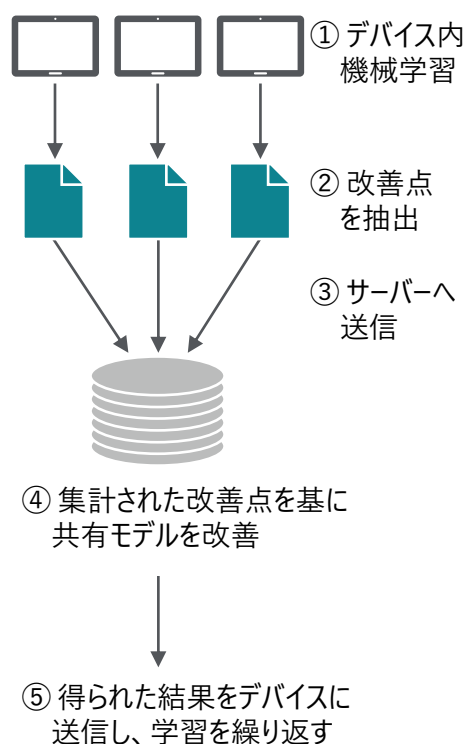 ① デバイス内
機械学習
② 改善点
を抽出
③ サーバーへ
送信
④ 集計された改善点を基に
共有モデルを改善
⑤ 得られた結果をデバイスに
送信し、学習を繰り返す